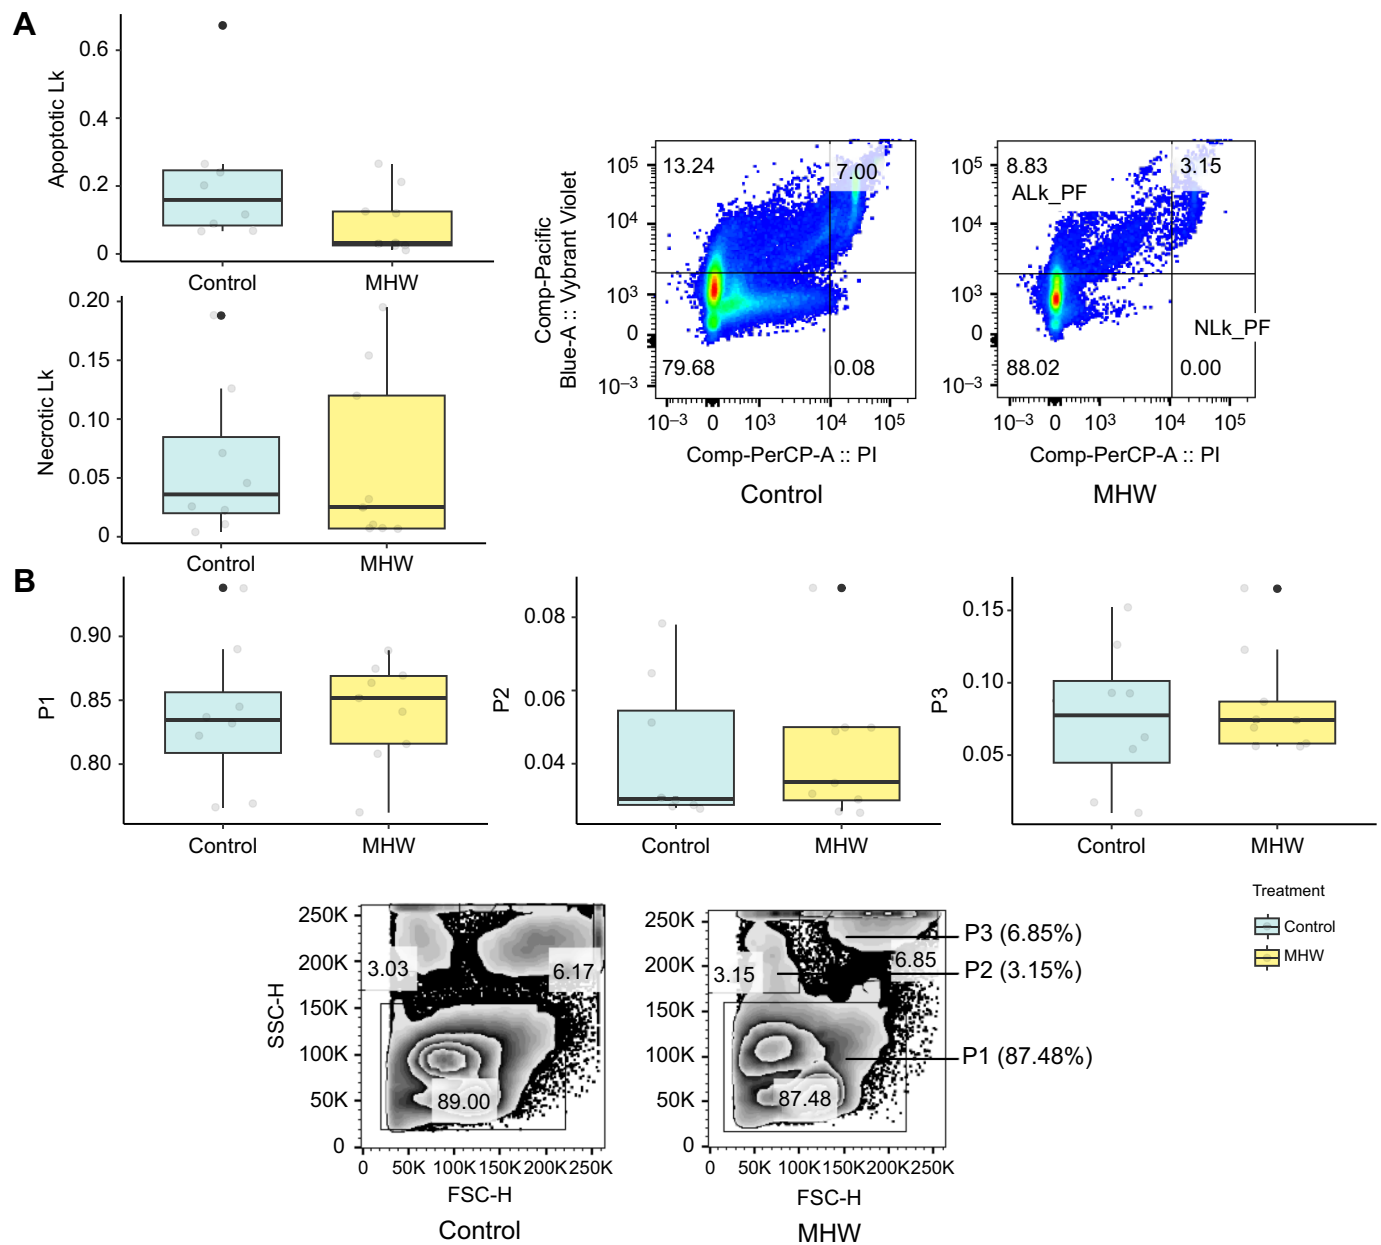 A
Apoptotic Lk
0.6
0.4
0.2
0
Control
MHW
Necrotic Lk
0.20
0.15
0.10
0.05
0
Control
MHW
Comp-Pacific
Blue-A :: Vybrant Violet
10⁵
10⁴
10³
0
10⁻³
13.24
7.00
79.68
0.08
10⁻³ 0 10³ 10⁴ 10⁵
Comp-PerCP-A :: PI
Control
10⁵
10⁴
10³
0
10⁻³
8.83
3.15
ALk_PF
NLk_PF
88.02
0.00
10⁻³ 0 10³ 10⁴ 10⁵
Comp-PerCP-A :: PI
MHW
B
P1
0.90
0.85
0.80
Control
MHW
P2
0.08
0.06
0.04
Control
MHW
P3
0.15
0.10
0.05
Control
MHW
Treatment
Control
MHW
SSC-H
250K
200K
150K
100K
50K
0
3.03
6.17
89.00
0 50K 100K 150K 200K 250K
FSC-H
Control
250K
200K
150K
100K
50K
0
3.15
6.85
87.48
P3 (6.85%)
P2 (3.15%)
P1 (87.48%)
0 50K 100K 150K 200K 250K
FSC-H
MHW